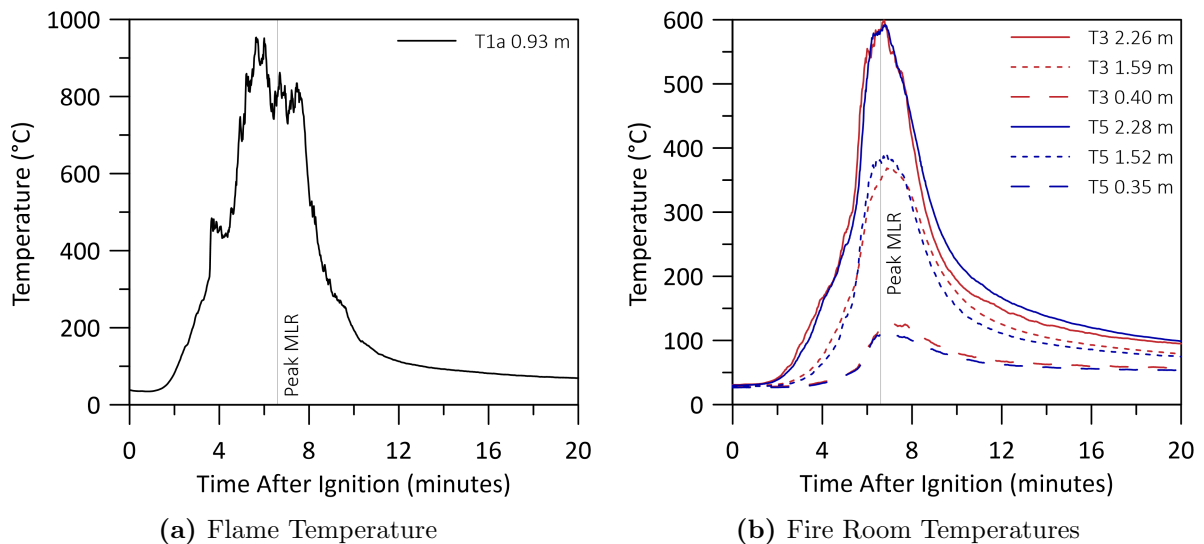 1000
800
600
400
200
0
Temperature (°C)
T1a 0.93 m
Peak MLR
0 4 8 12 16 20
Time After Ignition (minutes)
(a) Flame Temperature
600
500
400
300
200
100
0
Temperature (°C)
T3 2.26 m
T3 1.59 m
T3 0.40 m
T5 2.28 m
T5 1.52 m
T5 0.35 m
Peak MLR
0 4 8 12 16 20
Time After Ignition (minutes)
(b) Fire Room Temperatures